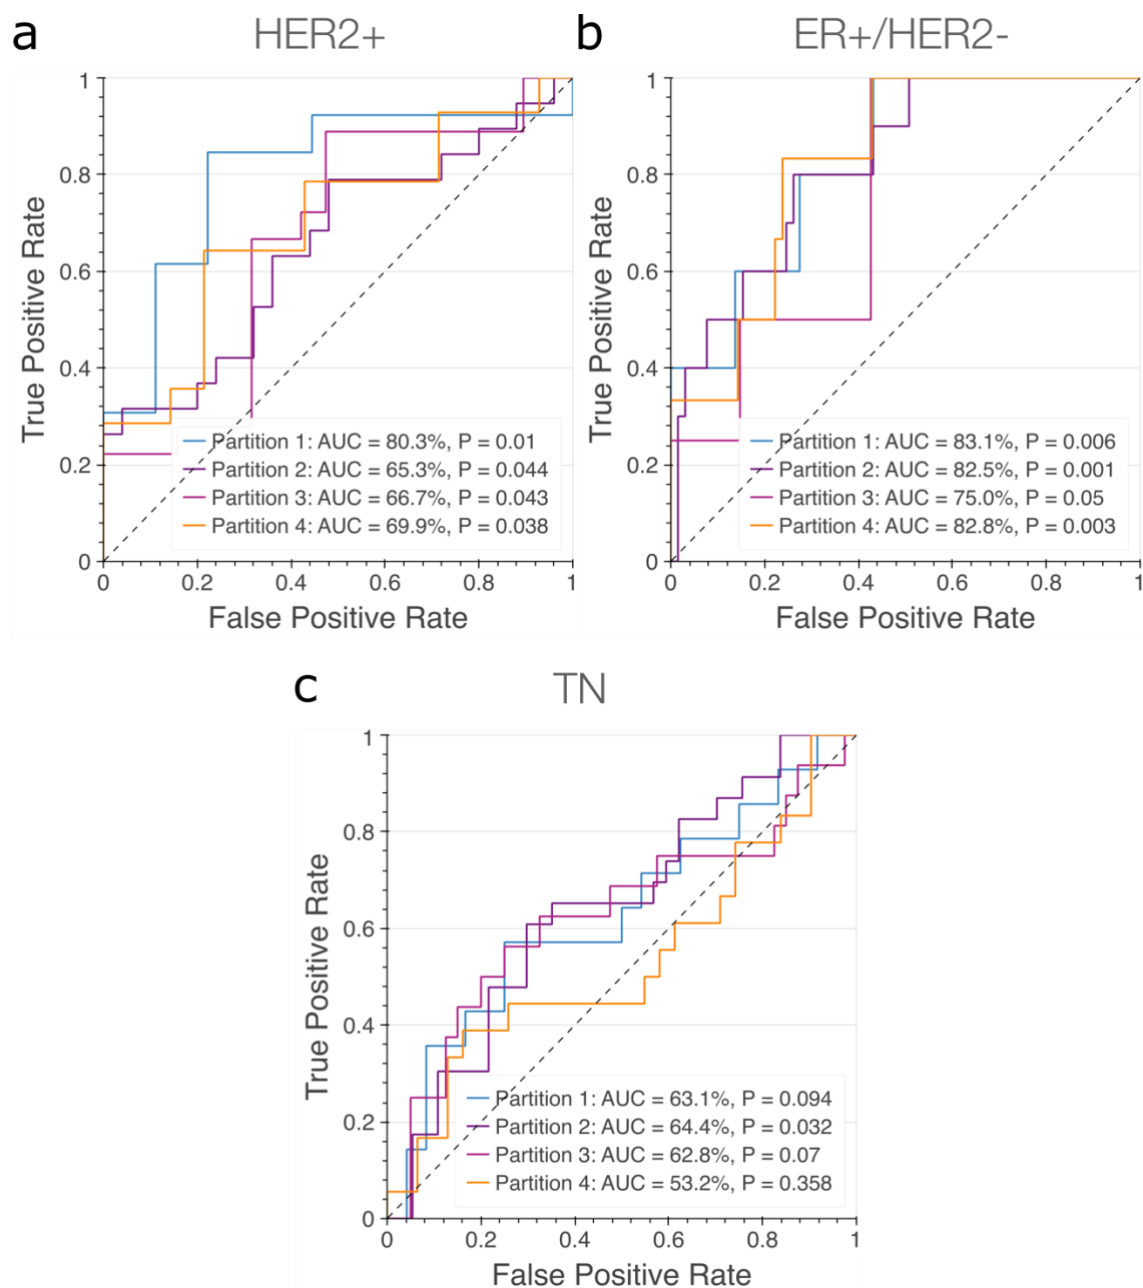 a
HER2+
1
0.8
0.6
0.4
0.2
0
True Positive Rate
Partition 1: AUC = 80.3%, P = 0.01
Partition 2: AUC = 65.3%, P = 0.044
Partition 3: AUC = 66.7%, P = 0.043
Partition 4: AUC = 69.9%, P = 0.038
0 0.2 0.4 0.6 0.8 1
False Positive Rate
b
ER+/HER2-
1
0.8
0.6
0.4
0.2
0
True Positive Rate
Partition 1: AUC = 83.1%, P = 0.006
Partition 2: AUC = 82.5%, P = 0.001
Partition 3: AUC = 75.0%, P = 0.05
Partition 4: AUC = 82.8%, P = 0.003
0 0.2 0.4 0.6 0.8 1
False Positive Rate
c
TN
1
0.8
0.6
0.4
0.2
0
True Positive Rate
Partition 1: AUC = 63.1%, P = 0.094
Partition 2: AUC = 64.4%, P = 0.032
Partition 3: AUC = 62.8%, P = 0.07
Partition 4: AUC = 53.2%, P = 0.358
0 0.2 0.4 0.6 0.8 1
False Positive Rate